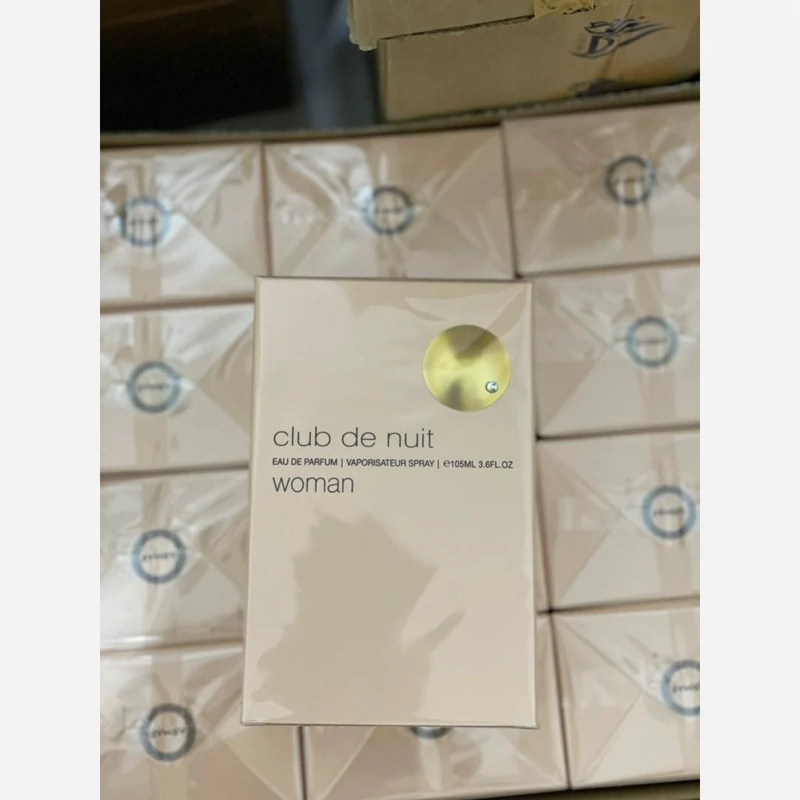 club de nuit
EAU DE PARFUM | VAPORISATEUR SPRAY | ℮105ML 3.6FL.OZ
woman